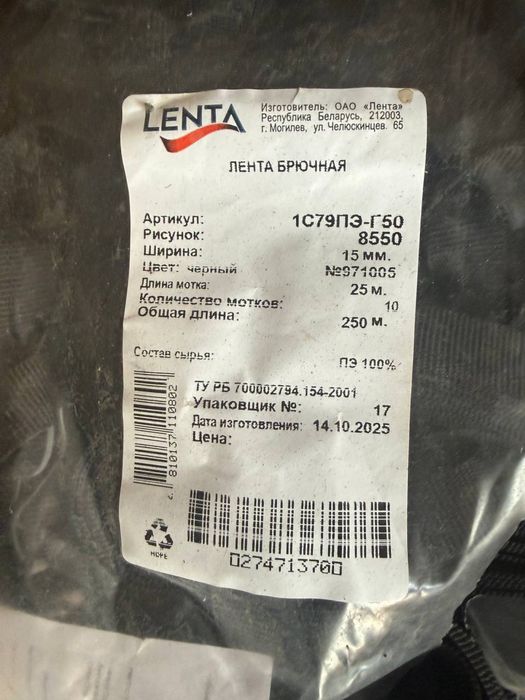 LENTA
Изготовитель: ОАО «Лента»
Республика Беларусь, 212003,
г. Могилев, ул. Челюскинцев. 65
ЛЕНТА БРЮЧНАЯ
Артикул: 1С79ПЭ-Г50
Рисунок: 8550
Ширина: 15 мм.
Цвет: черный №971005
Длина мотка: 25 м.
Количество мотков: 10
Общая длина: 250 м.
Состав сырья: ПЭ 100%
ТУ РБ 700002794.154-2001
Упаковщик №: 17
Дата изготовления: 14.10.2025
Цена:
4 810137 110802
HDPE
027471370